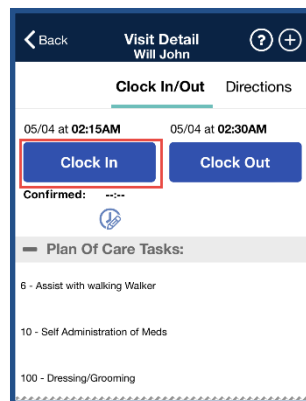 Back Visit Detail ? +
Will John
Clock In/Out Directions
05/04 at 02:15AM 05/04 at 02:30AM
Clock In Clock Out
Confirmed: --:--
Plan Of Care Tasks:
6 - Assist with walking Walker
10 - Self Administration of Meds
100 - Dressing/Grooming